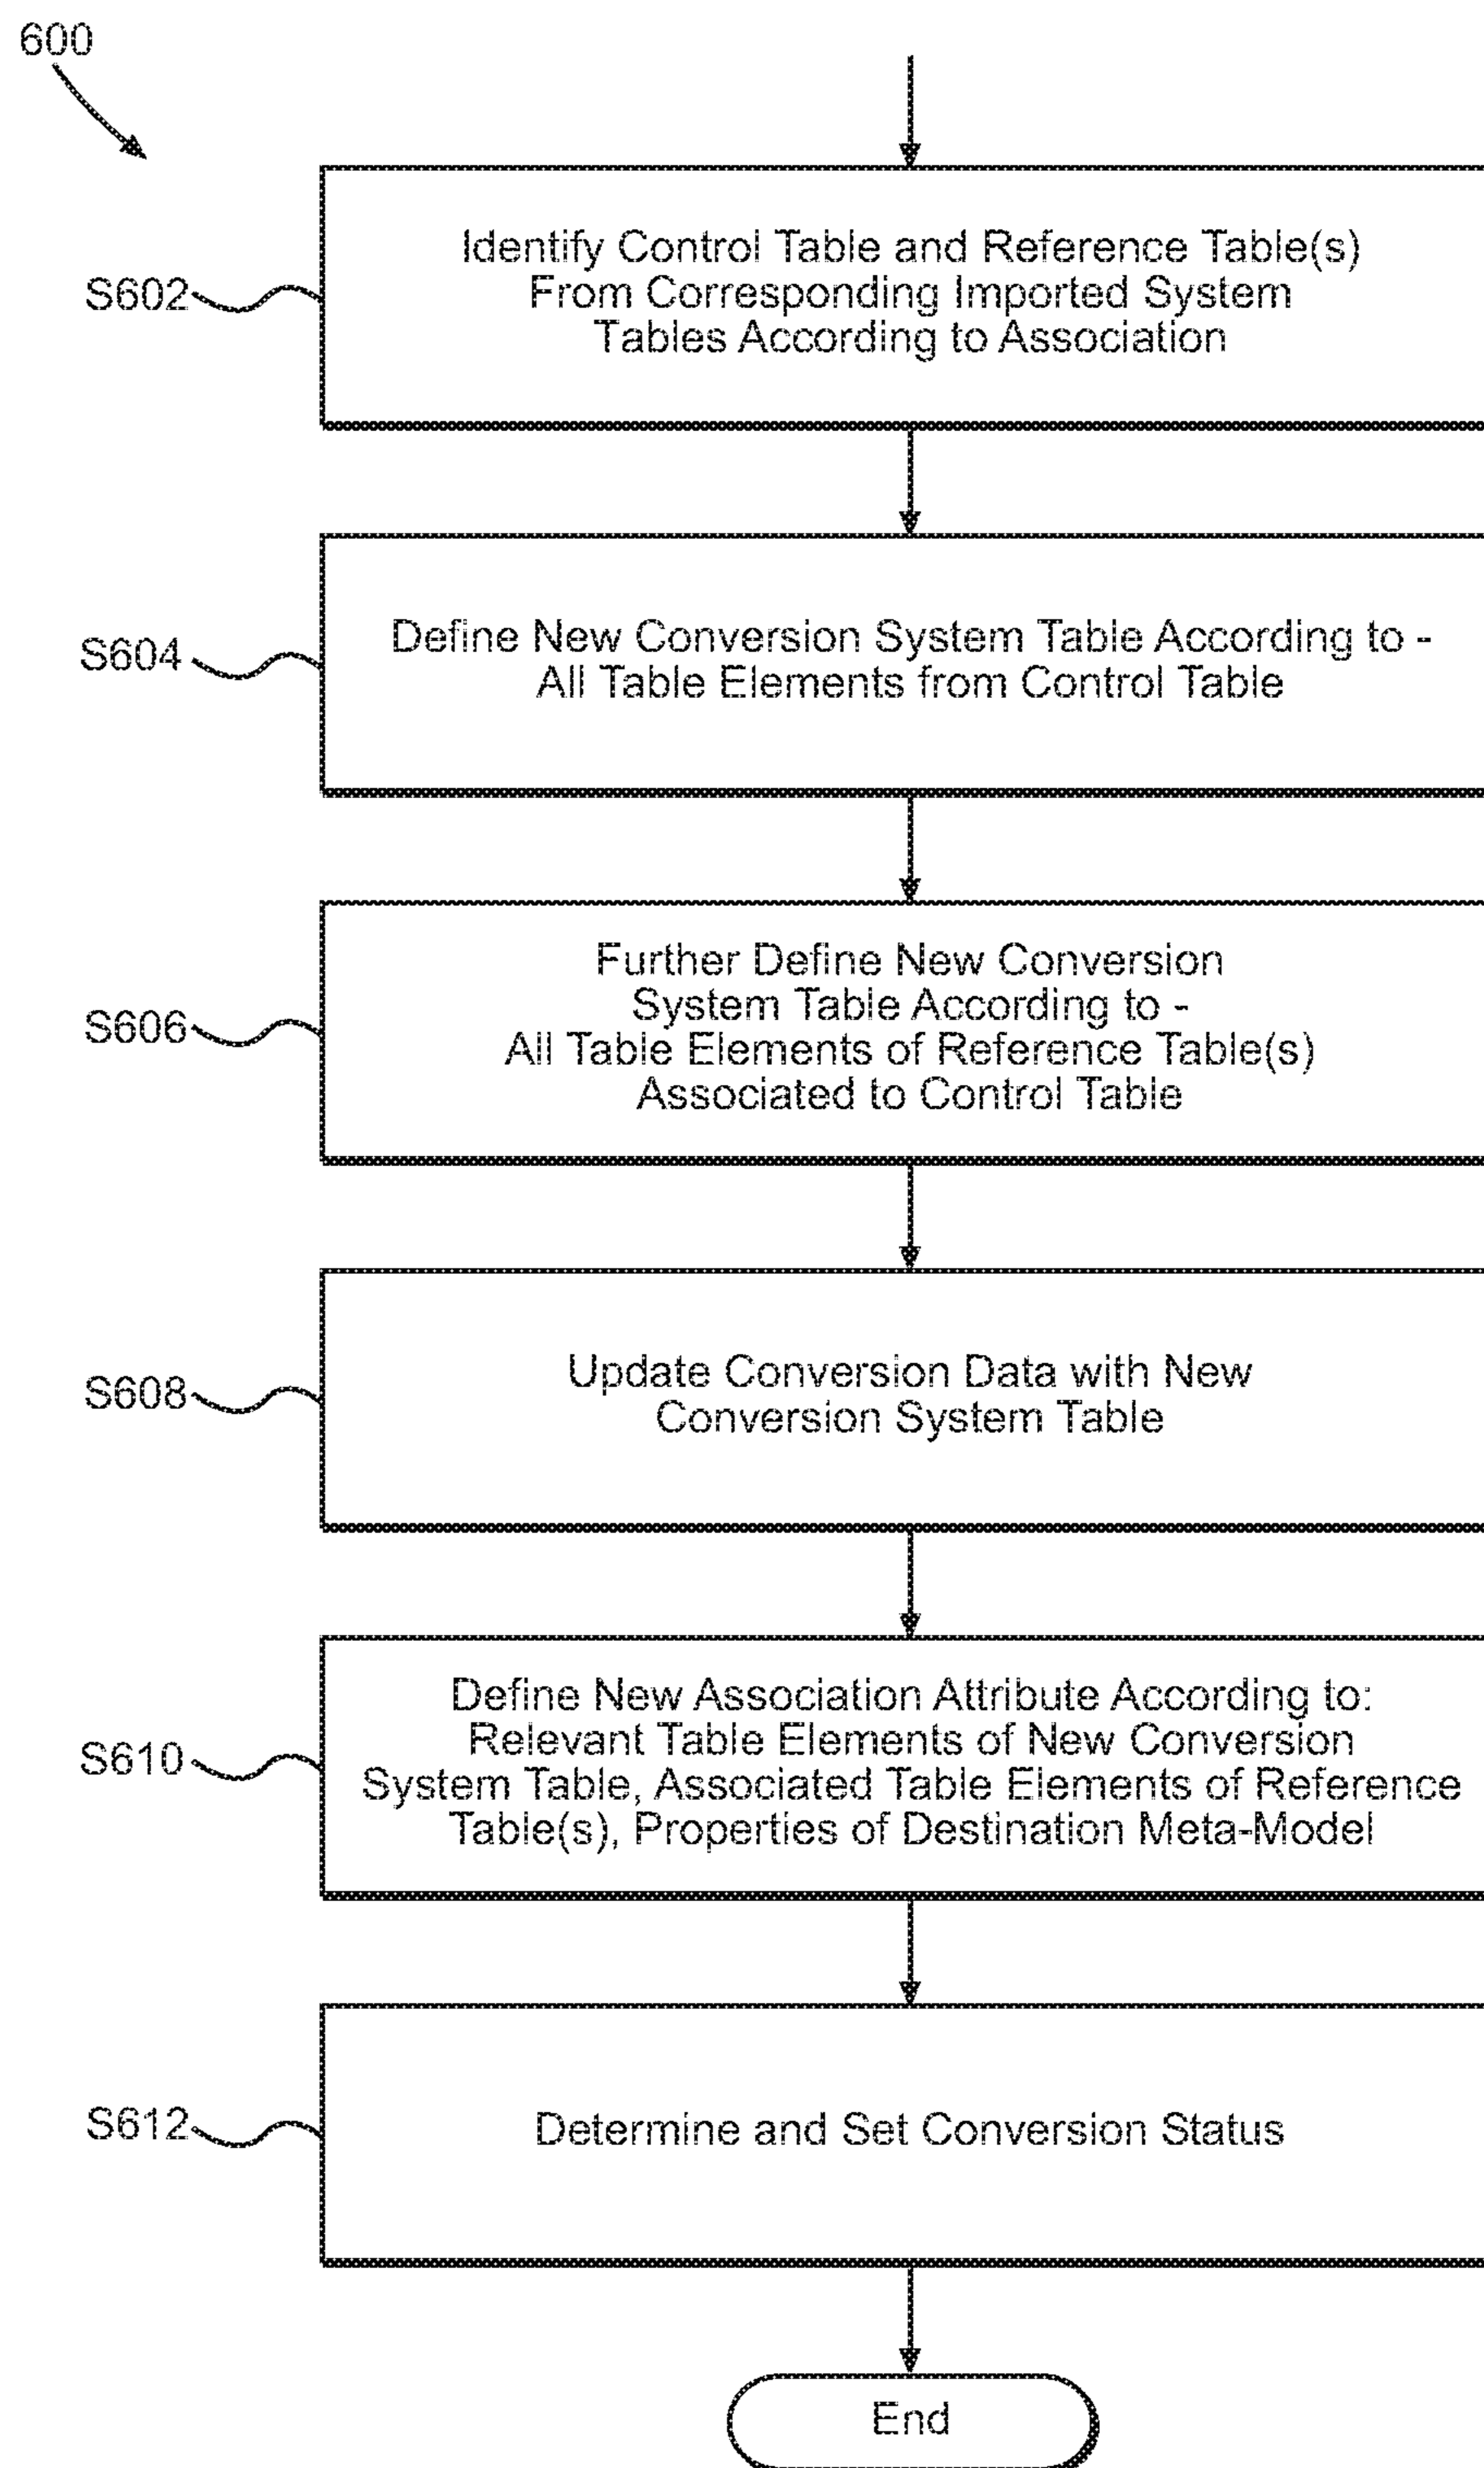 600
S602
Identify Control Table and Reference Table(s)
From Corresponding Imported System
Tables According to Association
S604
Define New Conversion System Table According to -
All Table Elements from Control Table
S606
Further Define New Conversion
System Table According to -
All Table Elements of Reference Table(s)
Associated to Control Table
S608
Update Conversion Data with New
Conversion System Table
S610
Define New Association Attribute According to:
Relevant Table Elements of New Conversion
System Table, Associated Table Elements of Reference
Table(s), Properties of Destination Meta-Model
S612
Determine and Set Conversion Status
End